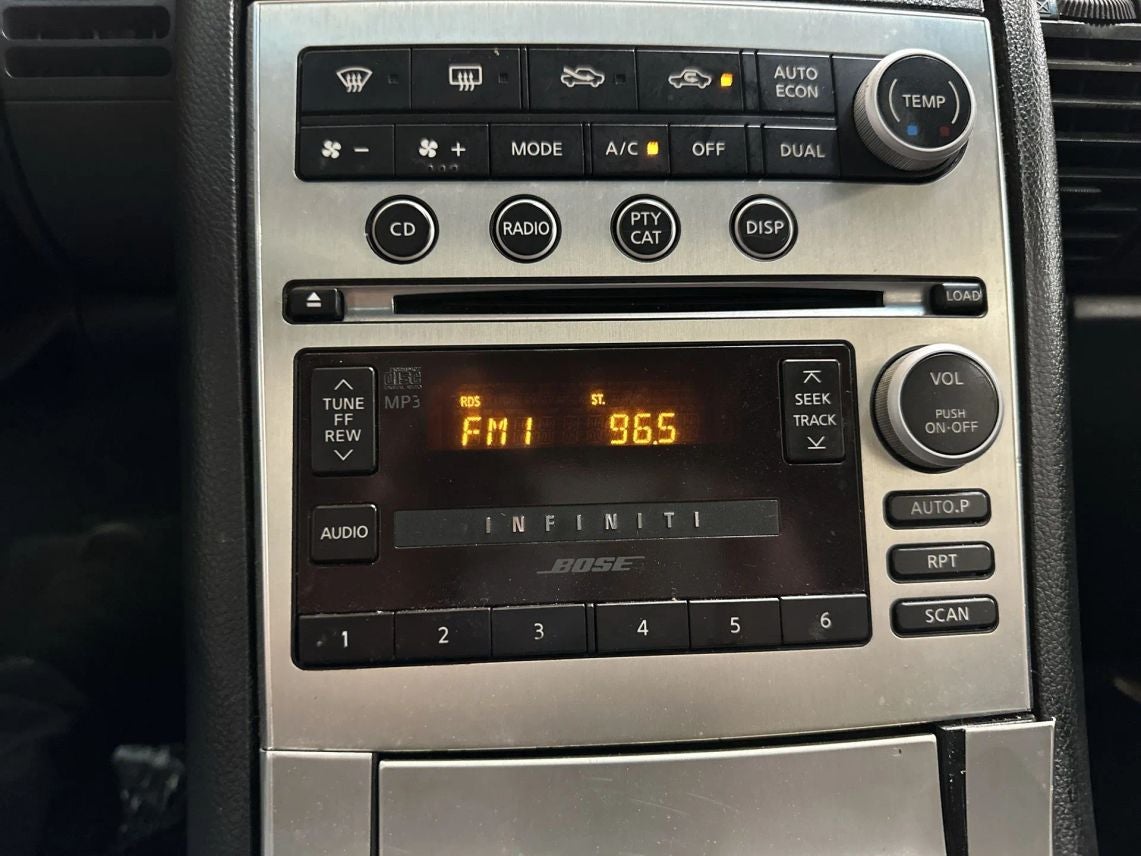 AUTO
ECON
TEMP
- + MODE A/C OFF DUAL
CD RADIO PTY
CAT DISP
LOAD
disc
MP3
TUNE
FF
REW
RDS ST.
FM1 96.5
SEEK
TRACK
VOL
PUSH
ON·OFF
AUDIO
INFINITI
BOSE
AUTO.P
RPT
SCAN
1 2 3 4 5 6